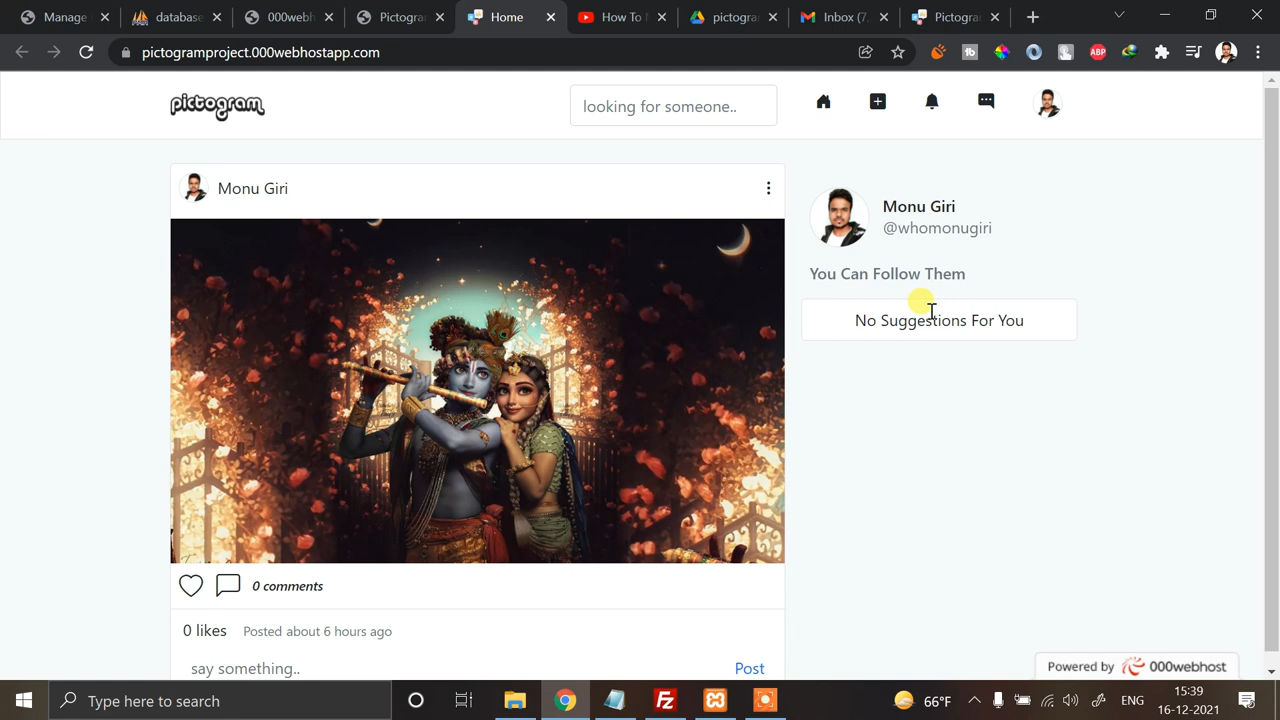 Manage
database
000webh
Pictogra
Home
How To
pictogra
Inbox (7
Pictogra
pictogramproject.000webhostapp.com
tb
ABP
pictogram
looking for someone..
Monu Giri
Monu Giri
@whomonugiri
You Can Follow Them
No Suggestions For You
0 comments
0 likes
Posted about 6 hours ago
say something..
Post
Powered by 000webhost
Type here to search
Fz
66°F
ENG
15:39
16-12-2021